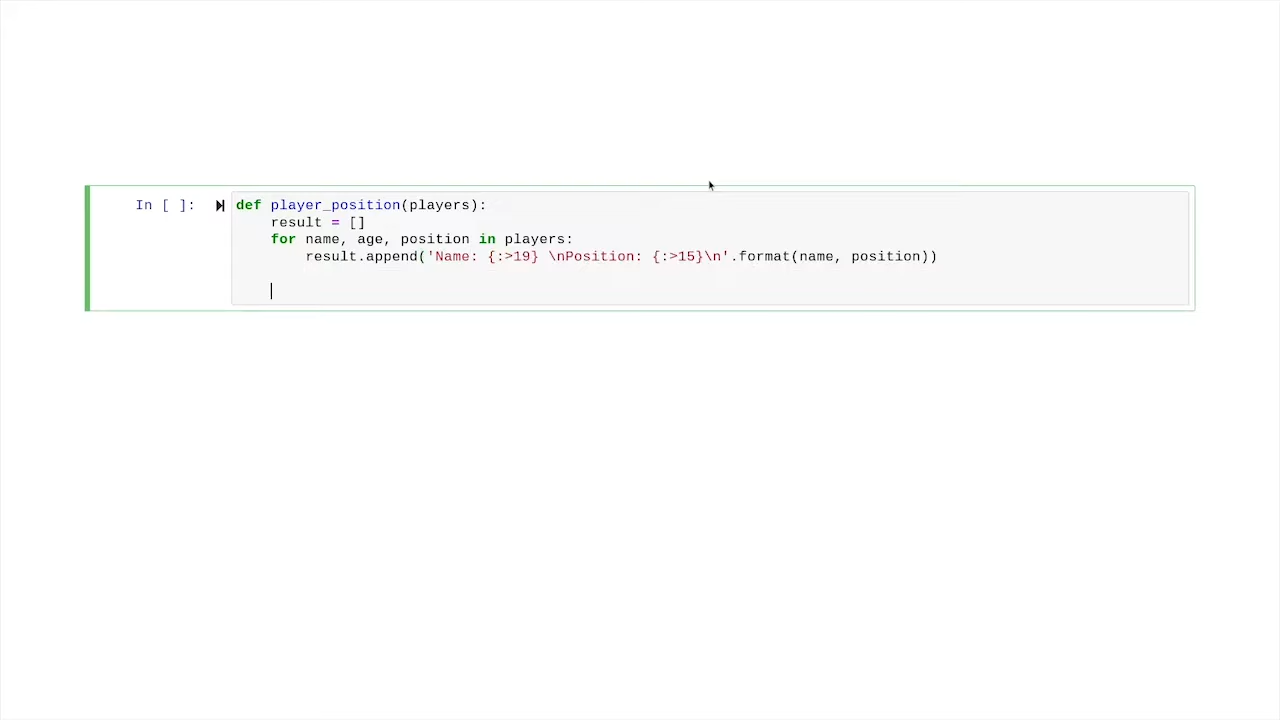 In [ ]: def player_position(players):
result = []
for name, age, position in players:
result.append('Name: {:>19} \nPosition: {:>15}\n'.format(name, position))